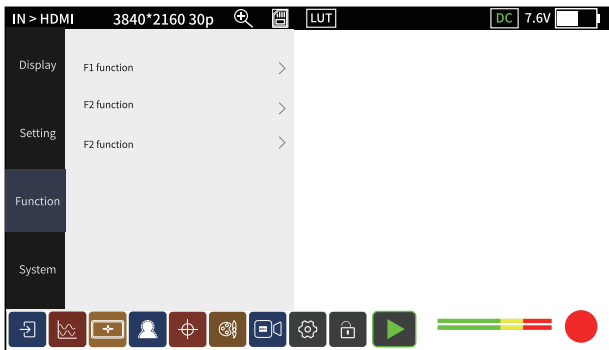 IN > HDMI 3840*2160 30p LUT DC 7.6V
Display
F1 function
F2 function
Setting
F2 function
Function
System